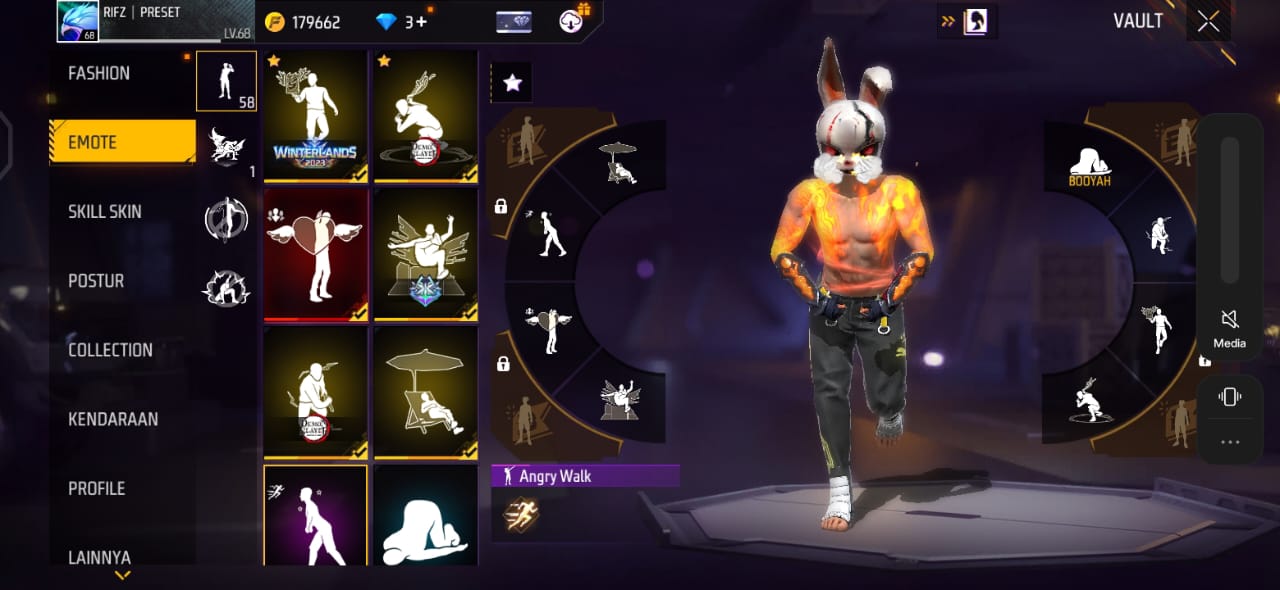 RIFZ | PRESET
68
LV.68
179662
3+
VAULT
FASHION
58
EMOTE
1
SKILL SKIN
POSTUR
COLLECTION
KENDARAAN
PROFILE
LAINNYA
WINTERLANDS
2023
DEMON
SLAYER
DEMON
SLAYER
BOOYAH
Media
Angry Walk